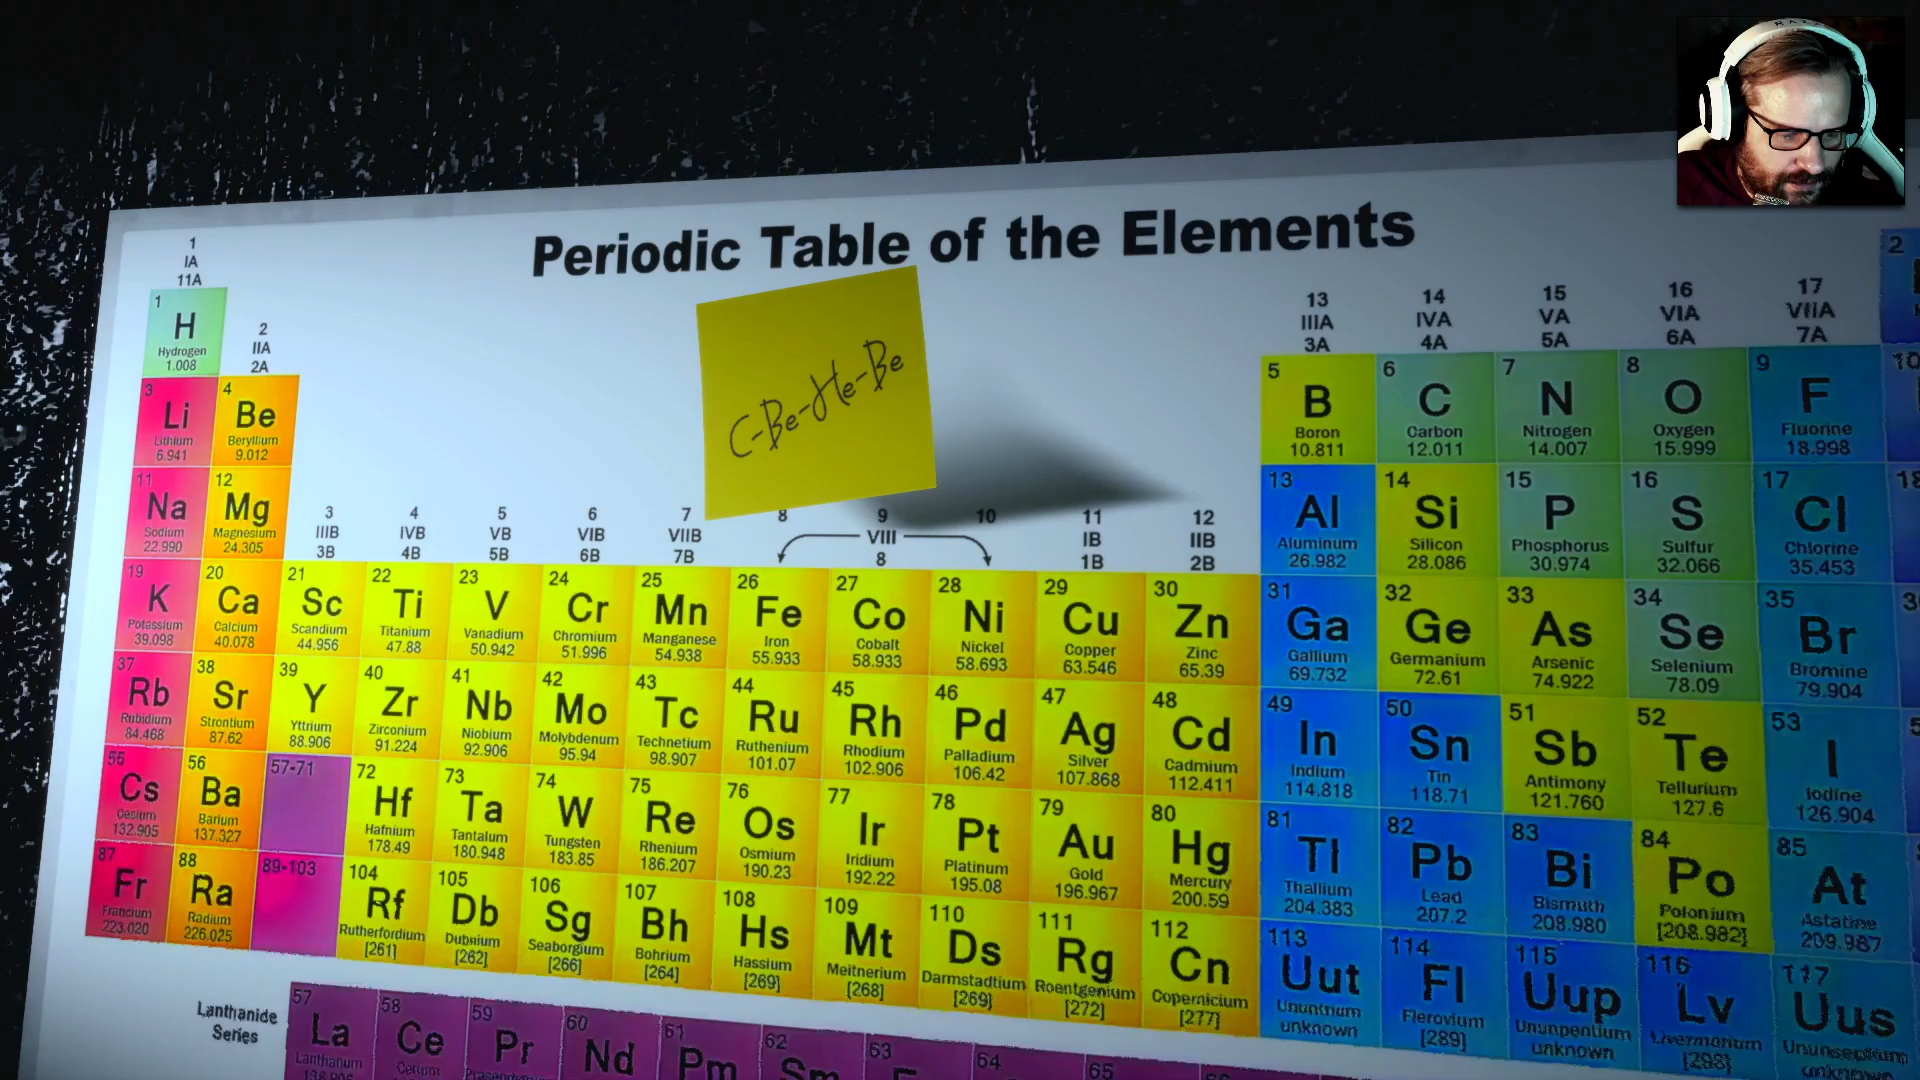 Periodic Table of the Elements
C-Be-He-Be
1
IA
11A
2
IIA
2A
13
IIIA
3A
14
IVA
4A
15
VA
5A
16
VIA
6A
17
VIIA
7A
2
1
H
Hydrogen
1.008
3
Li
Lithium
6.941
4
Be
Beryllium
9.012
5
B
Boron
10.811
6
C
Carbon
12.011
7
N
Nitrogen
14.007
8
O
Oxygen
15.999
9
F
Fluorine
18.998
10
11
Na
Sodium
22.990
12
Mg
Magnesium
24.305
3
IIIB
3B
4
IVB
4B
5
VB
5B
6
VIB
6B
7
VIIB
7B
8
9
10
VIII
8
11
IB
1B
12
IIB
2B
13
Al
Aluminum
26.982
14
Si
Silicon
28.086
15
P
Phosphorus
30.974
16
S
Sulfur
32.066
17
Cl
Chlorine
35.453
18
19
K
Potassium
39.098
20
Ca
Calcium
40.078
21
Sc
Scandium
44.956
22
Ti
Titanium
47.88
23
V
Vanadium
50.942
24
Cr
Chromium
51.996
25
Mn
Manganese
54.938
26
Fe
Iron
55.933
27
Co
Cobalt
58.933
28
Ni
Nickel
58.693
29
Cu
Copper
63.546
30
Zn
Zinc
65.39
31
Ga
Gallium
69.732
32
Ge
Germanium
72.61
33
As
Arsenic
74.922
34
Se
Selenium
78.09
35
Br
Bromine
79.904
37
Rb
Rubidium
84.468
38
Sr
Strontium
87.62
39
Y
Yttrium
88.906
40
Zr
Zirconium
91.224
41
Nb
Niobium
92.906
42
Mo
Molybdenum
95.94
43
Tc
Technetium
98.907
44
Ru
Ruthenium
101.07
45
Rh
Rhodium
102.906
46
Pd
Palladium
106.42
47
Ag
Silver
107.868
48
Cd
Cadmium
112.411
49
In
Indium
114.818
50
Sn
Tin
118.71
51
Sb
Antimony
121.760
52
Te
Tellurium
127.6
53
I
Iodine
126.904
55
Cs
Cesium
132.905
56
Ba
Barium
137.327
57-71
72
Hf
Hafnium
178.49
73
Ta
Tantalum
180.948
74
W
Tungsten
183.85
75
Re
Rhenium
186.207
76
Os
Osmium
190.23
77
Ir
Iridium
192.22
78
Pt
Platinum
195.08
79
Au
Gold
196.967
80
Hg
Mercury
200.59
81
Tl
Thallium
204.383
82
Pb
Lead
207.2
83
Bi
Bismuth
208.980
84
Po
Polonium
[208.982]
85
At
Astatine
209.987
87
Fr
Francium
223.020
88
Ra
Radium
226.025
89-103
104
Rf
Rutherfordium
[261]
105
Db
Dubnium
[262]
106
Sg
Seaborgium
[266]
107
Bh
Bohrium
[264]
108
Hs
Hassium
[269]
109
Mt
Meitnerium
[268]
110
Ds
Darmstadtium
[269]
111
Rg
Roentgenium
[272]
112
Cn
Copernicium
[277]
113
Uut
Ununtrium
unknown
114
Fl
Flerovium
[289]
115
Uup
Ununpentium
unknown
116
Lv
Livermorium
[298]
117
Uus
Ununseptium
unknown
Lanthanide
Series
57
La
Lanthanum
58
Ce
Cerium
59
Pr
60
Nd
61
Pm
62
Sm
63
64
65